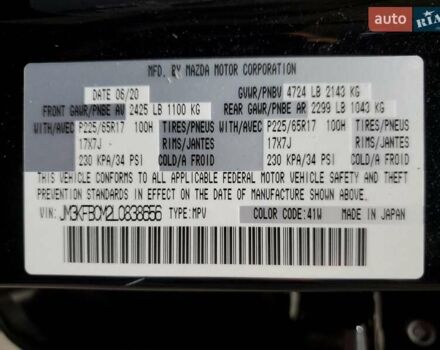 AUTO RIA
MFD. BY MAZDA MOTOR CORPORATION
DATE 06/20 GVWR/PNBV 4724 LB 2143 KG
FRONT GAWR/PNBE AV 2425 LB 1100 KG REAR GAWR/PNBE AR 2299 LB 1043 KG
WITH/AVEC P225/65R17 100H TIRES/PNEUS WITH/AVEC P225/65R17 100H TIRES/PNEUS
17X7J RIMS/JANTES 17X7J RIMS/JANTES
230 KPA/34 PSI COLD/A FROID 230 KPA/34 PSI COLD/A FROID
THIS VEHICLE CONFORMS TO ALL APPLICABLE FEDERAL MOTOR VEHICLE SAFETY AND THEFT
PREVENTION STANDARDS IN EFFECT ON THE DATE OF MANUFACTURE SHOWN ABOVE.
VIN: JM3KFBCM2L0838656 TYPE:MPV COLOR CODE:41W MADE IN JAPAN